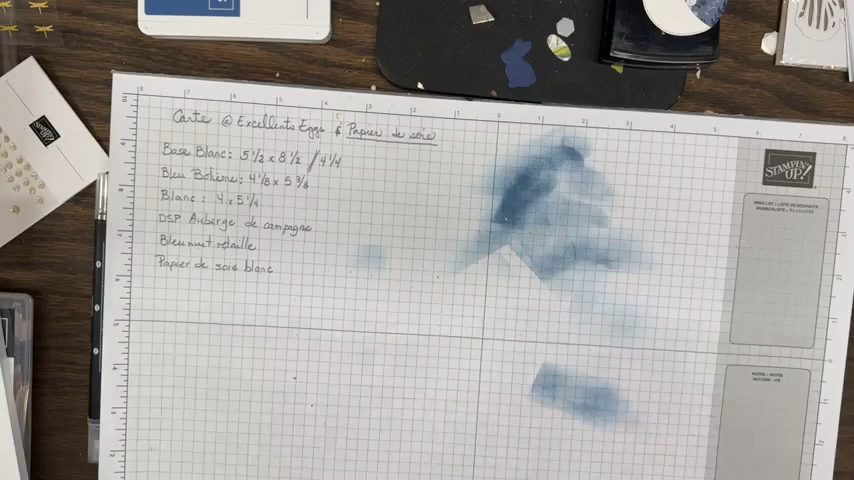 Carte @ Excellents Eggs & Papier de soie
Base Blanc: 5 1/2 x 8 1/2 // 4 1/4
Bleu Bohème: 4 1/8 x 5 3/8
Blanc: 4 x 5 1/4
DSP Auberge de campagne
Bleu nuit retaille
Papier de soie blanc
STAMPIN' UP!